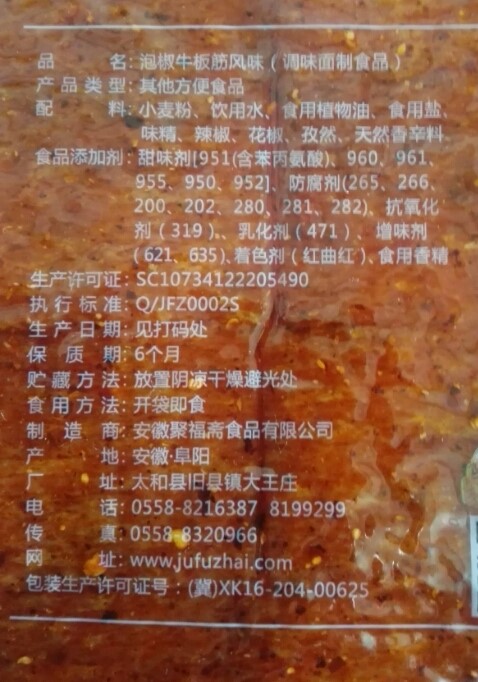 品名：泡椒牛板筋风味（调味面制食品）
产品类型：其他方便食品
配料：小麦粉、饮用水、食用植物油、食用盐、
味精、辣椒、花椒、孜然、天然香辛料
食品添加剂：甜味剂[951(含苯丙氨酸)、960、961、
955、950、952]、防腐剂(265、266、
200、202、280、281、282)、抗氧化
剂（319）、乳化剂（471）、增味剂
（621、635)、着色剂（红曲红）、食用香精
生产许可证：SC10734122205490
执行标准：Q/JFZ0002S
生产日期：见打码处
保质期：6个月
贮藏方法：放置阴凉干燥避光处
食用方法：开袋即食
制造商：安徽聚福斋食品有限公司
产地：安徽·阜阳
厂址：太和县旧县镇大王庄
电话：0558-8216387 8199299
传真：0558-8320966
网址：www.jufuzhai.com
包装生产许可证号：(冀)XK16-204-00625